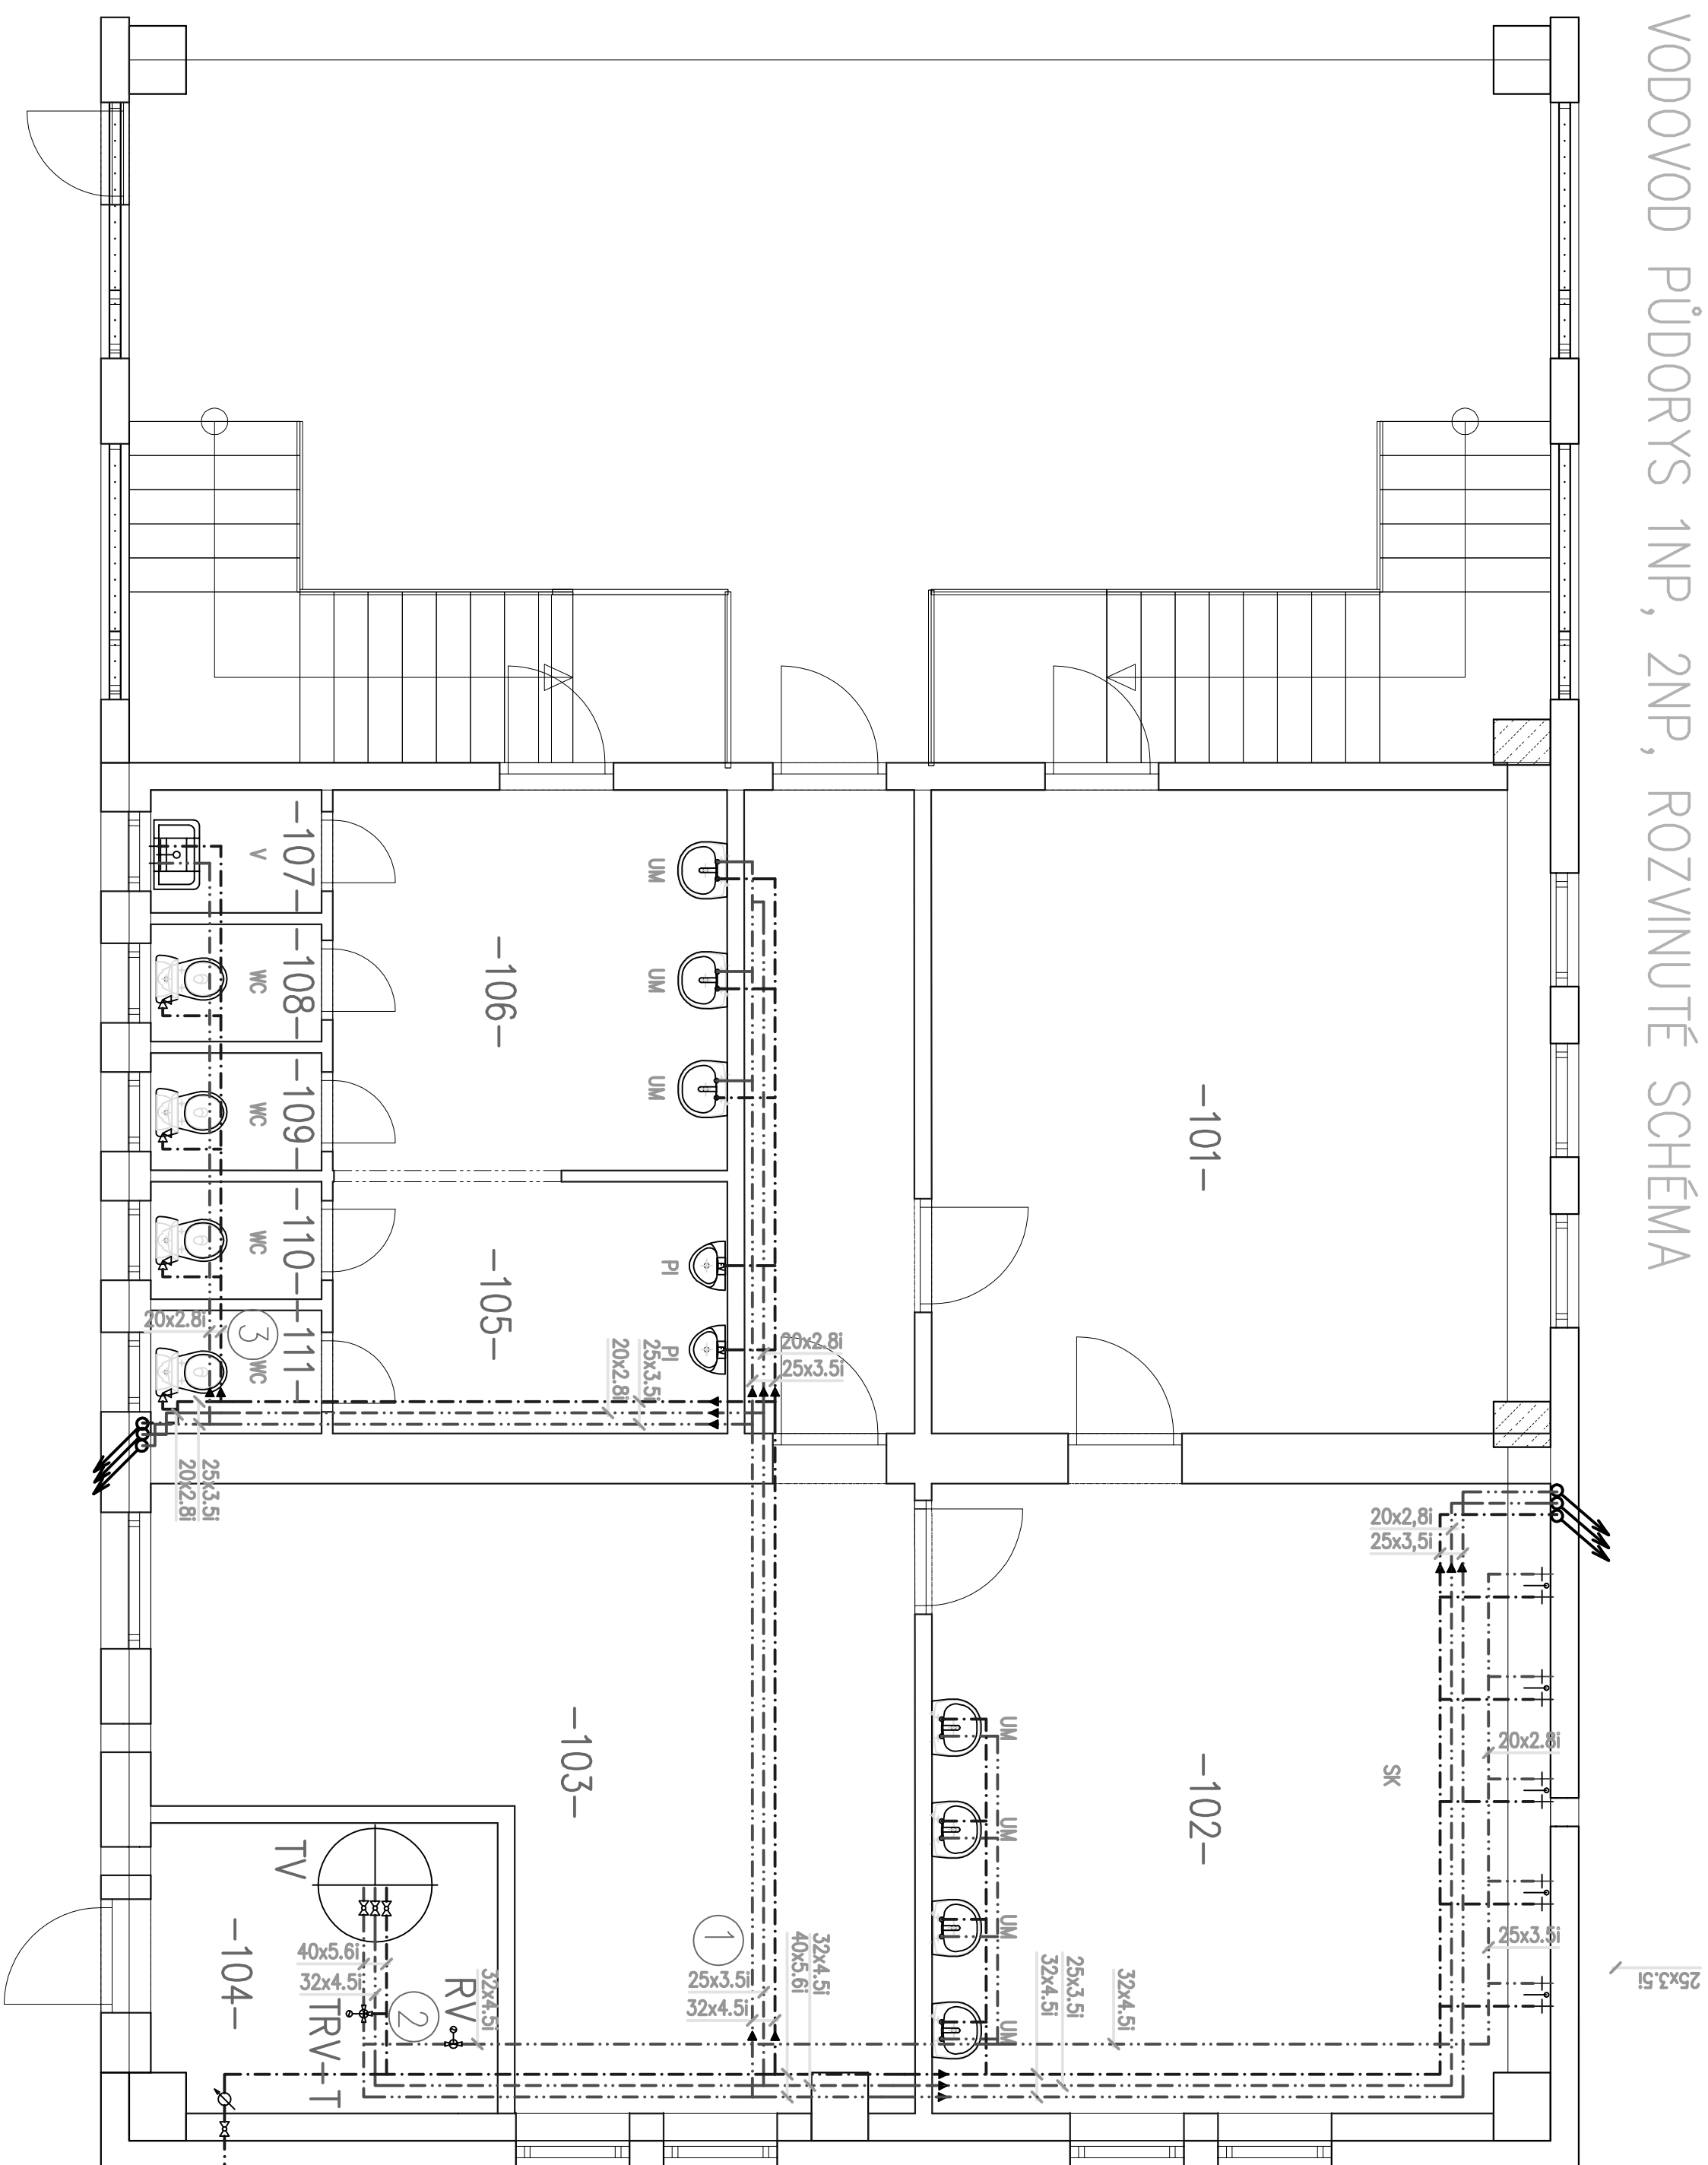 VODOVOD PŮDORYS 1NP, 2NP, ROZVINUTÉ SCHÉMA
-107-
V
-108-
WC
-109-
WC
-110-
WC
-111-
WC
-106-
UM
UM
UM
-105-
PI
PI
-101-
20x2.8i
3
25x3.5i
20x2.8i
20x2.8i
25x3.5i
25x3.5i
20x2.8i
20x2,8i
25x3,5i
-103-
-102-
SK
UM
UM
UM
UM
20x2.8i
25x3.5i
25x3.5i
TV
-104-
40x5.6i
32x4.5i
TRV-T
2
RV
32x4.5i
1
25x3.5i
32x4.5i
32x4.5i
40x5.6i
25x3.5i
32x4.5i
32x4.5i